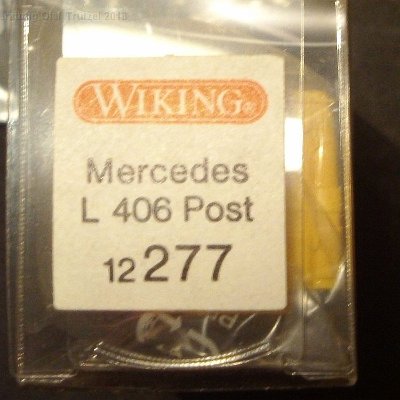 WIKING®
Mercedes
L 406 Post
12 277